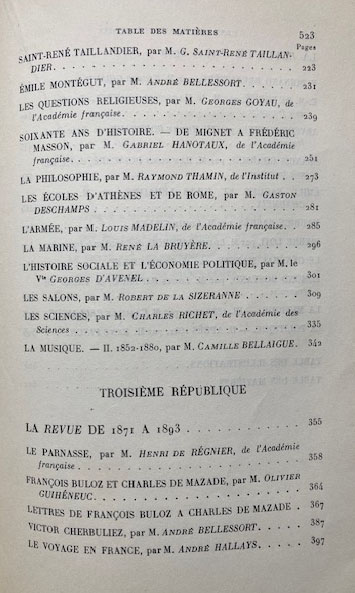 TABLE DES MATIÈRES 523
Pages
SAINT-RENÉ TAILLANDIER, par M. G. SAINT-RENÉ TAILLAN-
DIER. 223
ÉMILE MONTÉGUT, par M. ANDRÉ BELLESSORT. 231
LES QUESTIONS RELIGIEUSES, par M. GEORGES GOYAU, de
l'Académie française. 239
SOIXANTE ANS D'HISTOIRE. — DE MIGNET A FRÉDÉRIC
MASSON, par M. GABRIEL HANOTAUX, de l'Académie
française. 251
LA PHILOSOPHIE, par M. RAYMOND THAMIN, de l'Institut . 273
LES ÉCOLES D'ATHÈNES ET DE ROME, par M. GASTON
DESCHAMPS 281
L'ARMÉE, par M. LOUIS MADELIN, de l'Académie française. 285
LA MARINE, par M. RENÉ LA BRUYÈRE. 296
L'HISTOIRE SOCIALE ET L'ÉCONOMIE POLITIQUE, par M. le
Vte GEORGES D'AVENEL 301
LES SALONS, par M. ROBERT DE LA SIZERANNE 309
LES SCIENCES, par M. CHARLES RICHET, de l'Académie des
Sciences 335
LA MUSIQUE. — II. 1852-1880, par M. CAMILLE BELLAIGUE. 342
TROISIÈME RÉPUBLIQUE
LA REVUE DE 1871 A 1893 355
LE PARNASSE, par M. HENRI DE RÉGNIER, de l'Académie
française 358
FRANÇOIS BULOZ ET CHARLES DE MAZADE, par M. OLIVIER
GUIHÉNEUC. 364
LETTRES DE FRANÇOIS BULOZ A CHARLES DE MAZADE . 367
VICTOR CHERBULIEZ, par M. ANDRÉ BELLESSORT 387
LE VOYAGE EN FRANCE, par M. ANDRÉ HALLAYS. 397